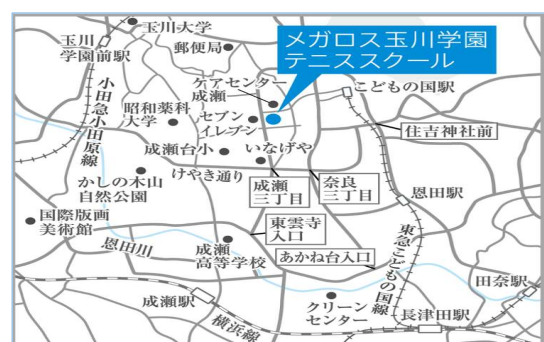 玉川大学
玉川
学園前駅
郵便局
メガロス玉川学園
テニススクール
ケアセンター
成瀬
こどもの国駅
小田急小田原線
昭和薬科
大学
セブン
イレブン
住吉神社前
成瀬台小
いなげや
かしの木山
自然公園
けやき通り
成瀬
三丁目
奈良
三丁目
恩田駅
国際版画
美術館
東雲寺
入口
恩田川
成瀬
高等学校
あかね台入口
東急こどもの国線
田奈駅
成瀬駅
横浜線
クリーン
センター
長津田駅